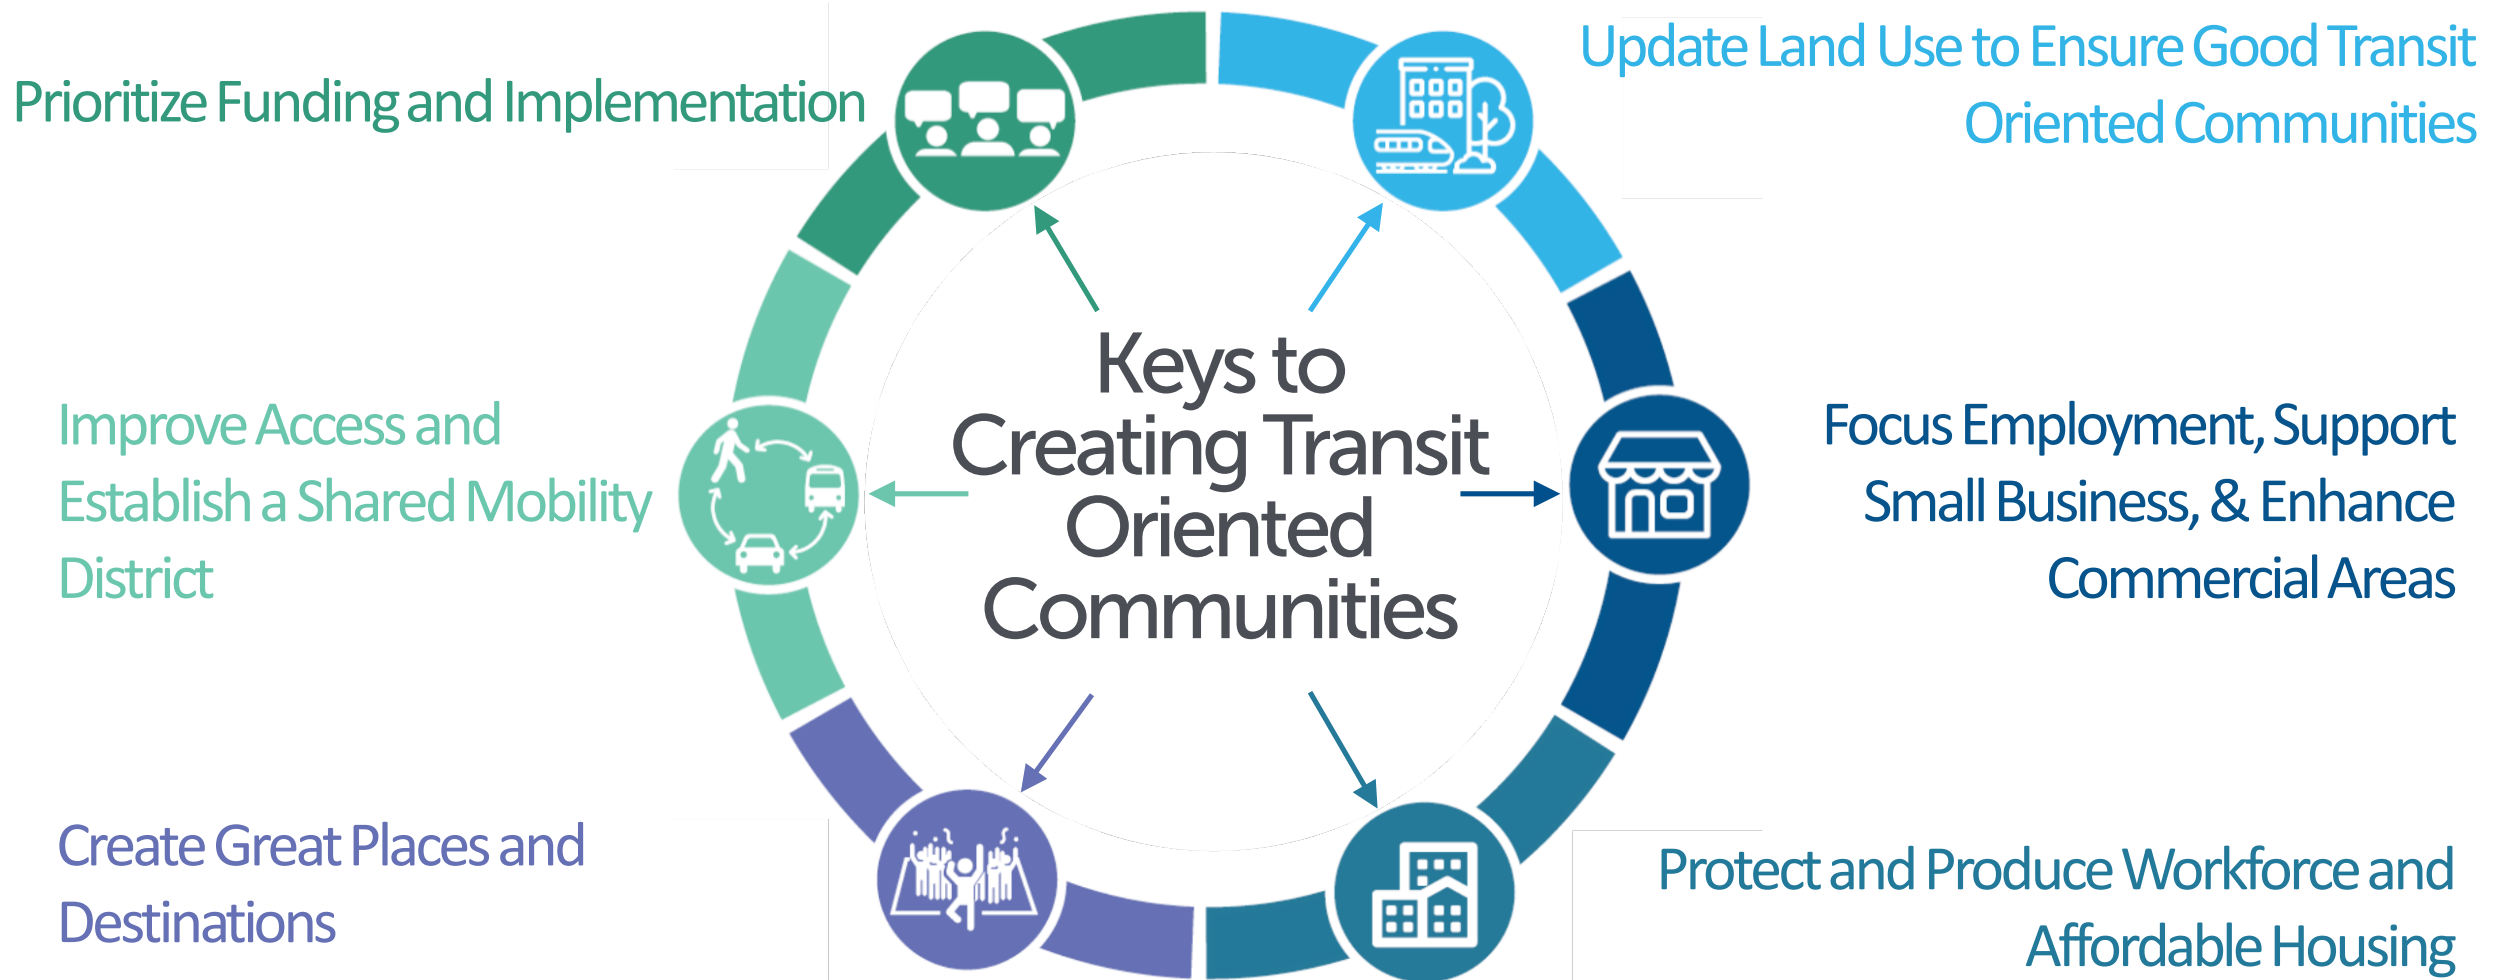 Prioritize Funding and Implementation
Update Land Use to Ensure Good Transit
Oriented Communities
Keys to
Creating Transit
Oriented
Communities
Improve Access and
Establish a Shared Mobility
District
Focus Employment, Support
Small Business, & Enhance
Commercial Areas
Create Great Places and
Destinations
Protect and Produce Workforce and
Affordable Housing